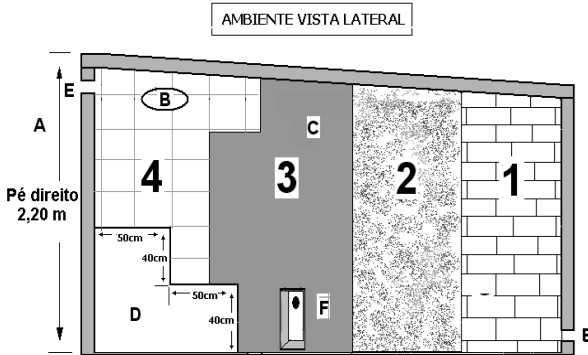 AMBIENTE VISTA LATERAL
E
A
B
C
4
3
2
1
Pé direito
2,20 m
50cm
40cm
50cm
40cm
D
F
E